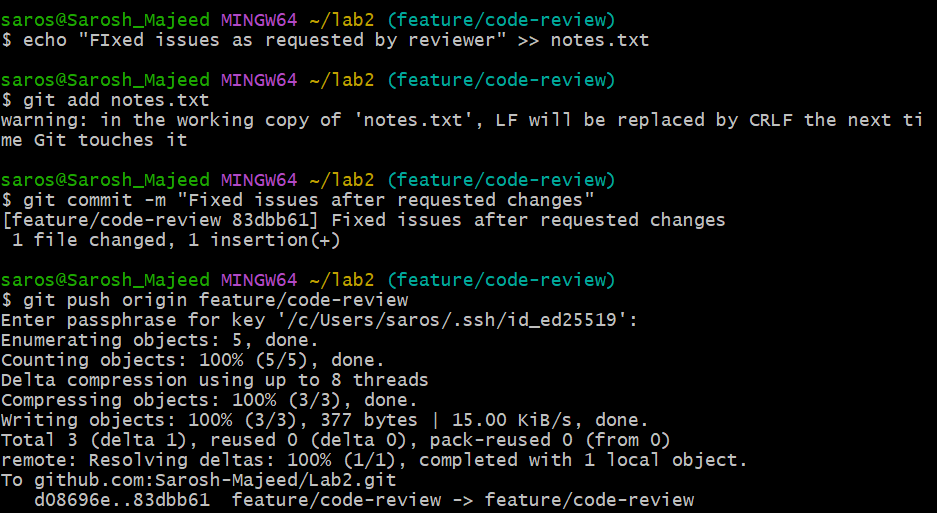 saros@Sarosh_Majeed MINGW64 ~/lab2 (feature/code-review)
$ echo "FIxed issues as requested by reviewer" >> notes.txt
saros@Sarosh_Majeed MINGW64 ~/lab2 (feature/code-review)
$ git add notes.txt
warning: in the working copy of 'notes.txt', LF will be replaced by CRLF the next ti
me Git touches it
saros@Sarosh_Majeed MINGW64 ~/lab2 (feature/code-review)
$ git commit -m "Fixed issues after requested changes"
[feature/code-review 83dbb61] Fixed issues after requested changes
 1 file changed, 1 insertion(+)
saros@Sarosh_Majeed MINGW64 ~/lab2 (feature/code-review)
$ git push origin feature/code-review
Enter passphrase for key '/c/Users/saros/.ssh/id_ed25519':
Enumerating objects: 5, done.
Counting objects: 100% (5/5), done.
Delta compression using up to 8 threads
Compressing objects: 100% (3/3), done.
Writing objects: 100% (3/3), 377 bytes | 15.00 KiB/s, done.
Total 3 (delta 1), reused 0 (delta 0), pack-reused 0 (from 0)
remote: Resolving deltas: 100% (1/1), completed with 1 local object.
To github.com:Sarosh-Majeed/Lab2.git
   d08696e..83dbb61  feature/code-review -> feature/code-review